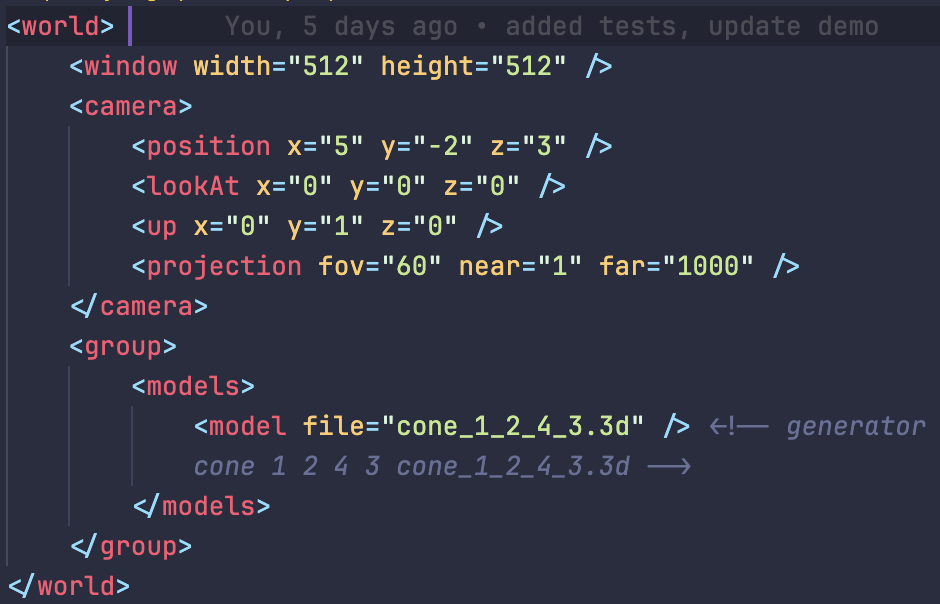 <world> You, 5 days ago • added tests, update demo
<window width="512" height="512" />
<camera>
<position x="5" y="-2" z="3" />
<lookAt x="0" y="0" z="0" />
<up x="0" y="1" z="0" />
<projection fov="60" near="1" far="1000" />
</camera>
<group>
<models>
<model file="cone_1_2_4_3.3d" /> <!-- generator
cone 1 2 4 3 cone_1_2_4_3.3d -->
</models>
</group>
</world>